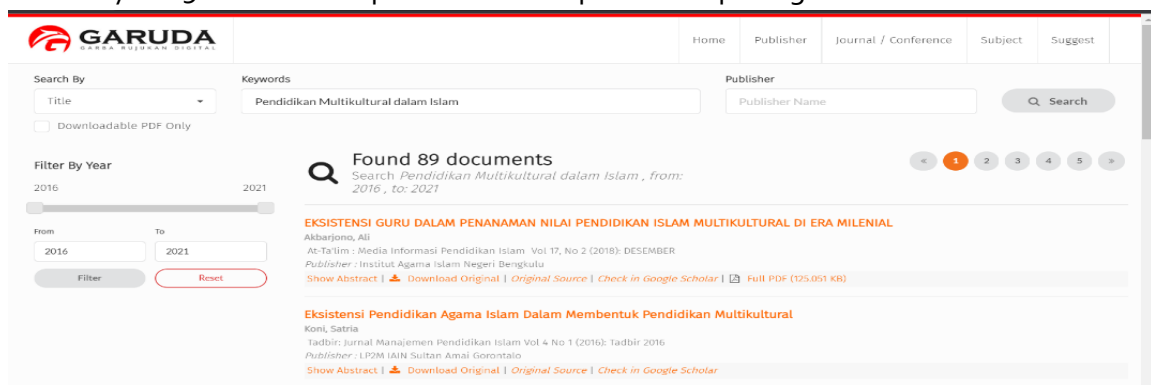 GARUDA
GARBA RUJUKAN DIGITAL
Home Publisher Journal / Conference Subject Suggest
Search By Keywords Publisher
Title Pendidikan Multikultural dalam Islam Publisher Name Search
Downloadable PDF Only
Filter By Year
2016 2021
From To
2016 2021
Filter Reset
Found 89 documents
Search Pendidikan Multikultural dalam Islam , from:
2016 , to: 2021
« 1 2 3 4 5 »
EKSISTENSI GURU DALAM PENANAMAN NILAI PENDIDIKAN ISLAM MULTIKULTURAL DI ERA MILENIAL
Akbarjono, Ali
At-Ta'lim : Media Informasi Pendidikan Islam Vol 17, No 2 (2018): DESEMBER
Publisher : Institut Agama Islam Negeri Bengkulu
Show Abstract | Download Original | Original Source | Check in Google Scholar | Full PDF (125.051 KB)
Eksistensi Pendidikan Agama Islam Dalam Membentuk Pendidikan Multikultural
Koni, Satria
Tadbir: Jurnal Manajemen Pendidikan Islam Vol 4 No 1 (2016): Tadbir 2016
Publisher : LP2M IAIN Sultan Amai Gorontalo
Show Abstract | Download Original | Original Source | Check in Google Scholar